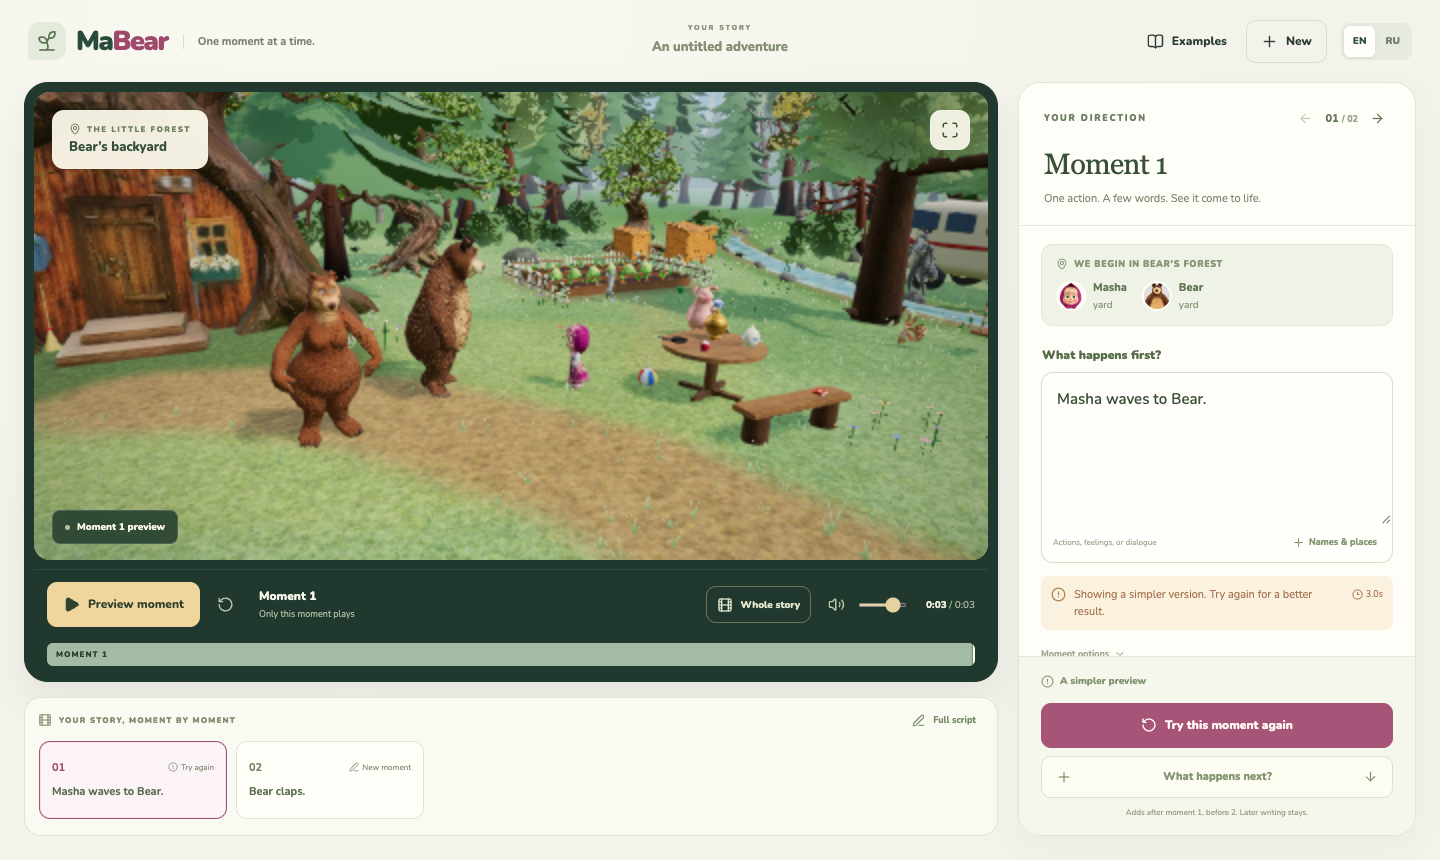 MaBear
One moment at a time.
YOUR STORY
An untitled adventure
Examples
New
EN
RU
THE LITTLE FOREST
Bear's backyard
Moment 1 preview
Preview moment
Moment 1
Only this moment plays
Whole story
0:03 / 0:03
MOMENT 1
YOUR STORY, MOMENT BY MOMENT
Full script
01
Try again
Masha waves to Bear.
02
New moment
Bear claps.
YOUR DIRECTION
01 / 02
Moment 1
One action. A few words. See it come to life.
WE BEGIN IN BEAR'S FOREST
Masha
yard
Bear
yard
What happens first?
Masha waves to Bear.
Actions, feelings, or dialogue
Names & places
Showing a simpler version. Try again for a better
result.
3.0s
Moment options
A simpler preview
Try this moment again
What happens next?
Adds after moment 1, before 2. Later writing stays.